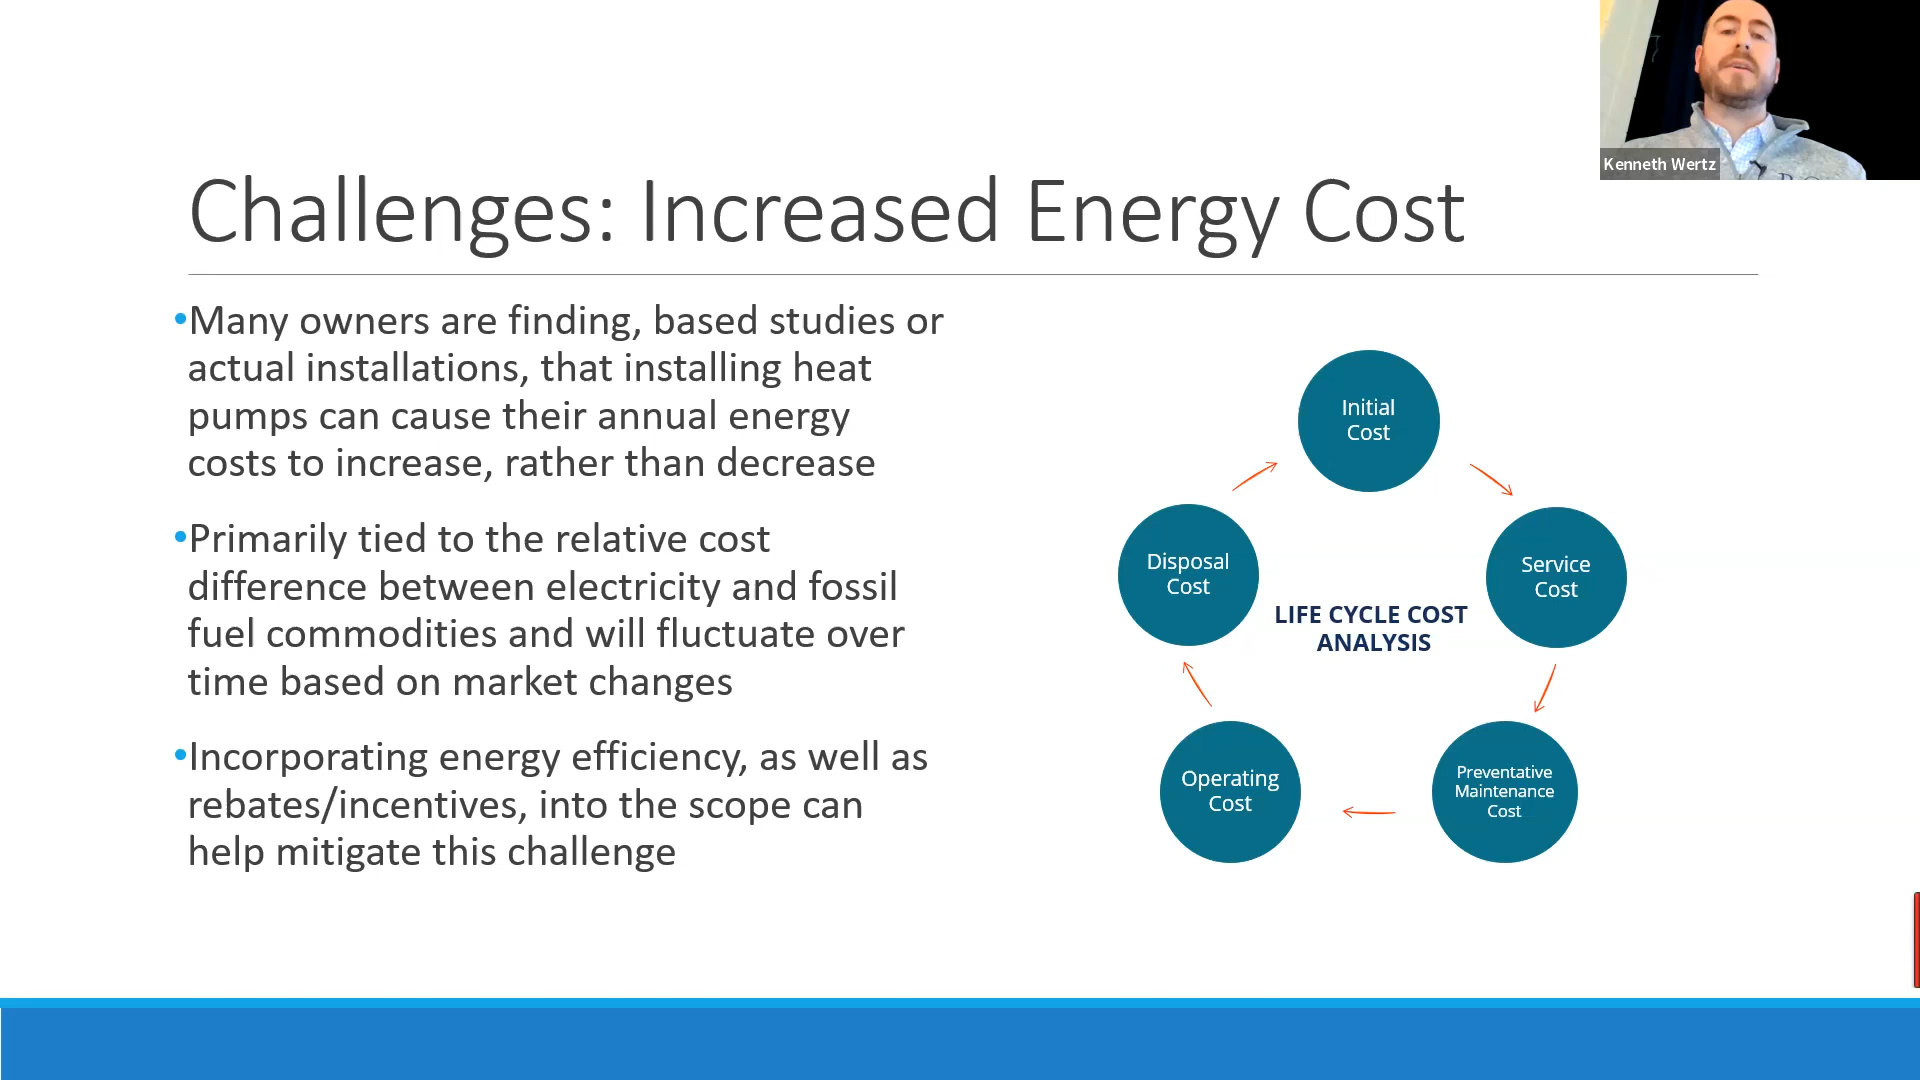 Kenneth Wertz
Challenges: Increased Energy Cost
•Many owners are finding, based studies or
actual installations, that installing heat
pumps can cause their annual energy
costs to increase, rather than decrease
•Primarily tied to the relative cost
difference between electricity and fossil
fuel commodities and will fluctuate over
time based on market changes
•Incorporating energy efficiency, as well as
rebates/incentives, into the scope can
help mitigate this challenge
Initial
Cost
Service
Cost
Preventative
Maintenance
Cost
Operating
Cost
Disposal
Cost
LIFE CYCLE COST
ANALYSIS